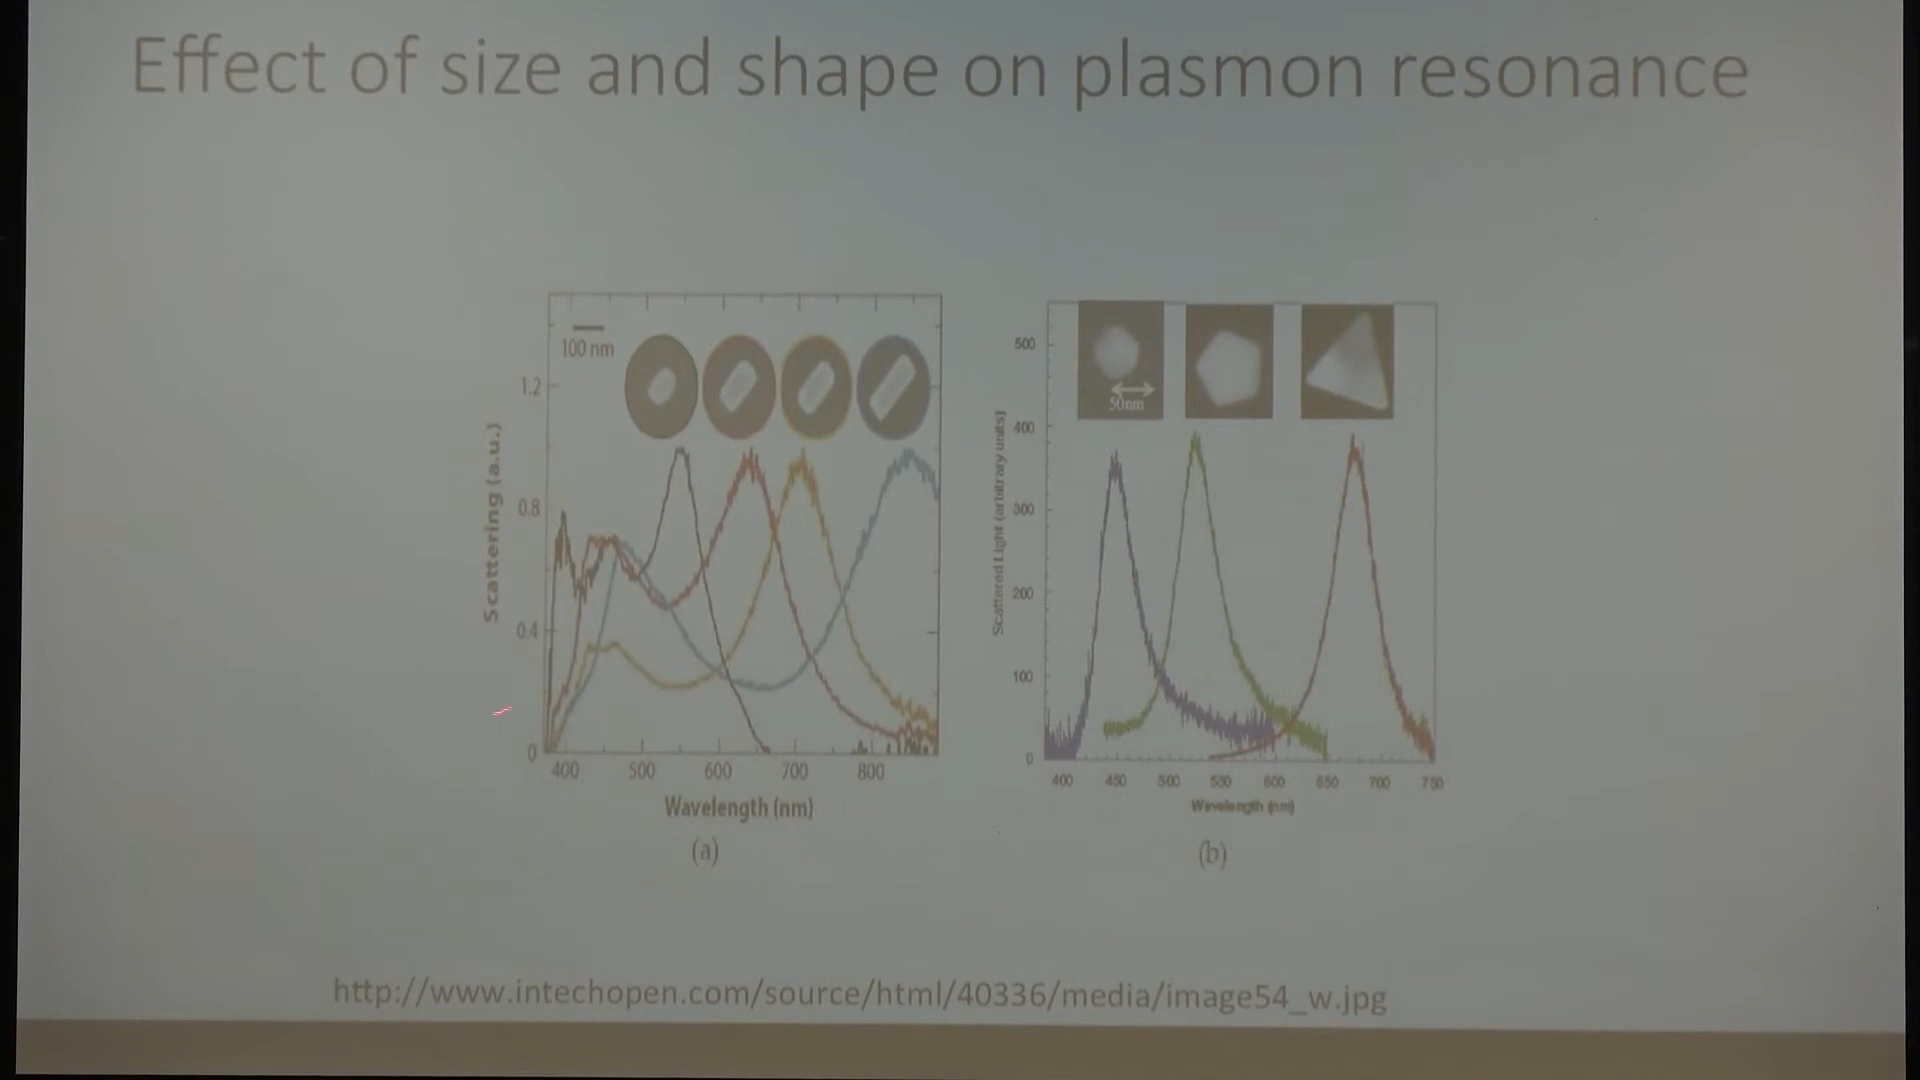 Effect of size and shape on plasmon resonance
100 nm
1.2
0.8
0.4
0
Scattering (a.u.)
400 500 600 700 800
Wavelength (nm)
(a)
50nm
500
400
300
200
100
0
Scattered Light (arbitrary units)
400 450 500 550 600 650 700 750
Wavelength (nm)
(b)
http://www.intechopen.com/source/html/40336/media/image54_w.jpg